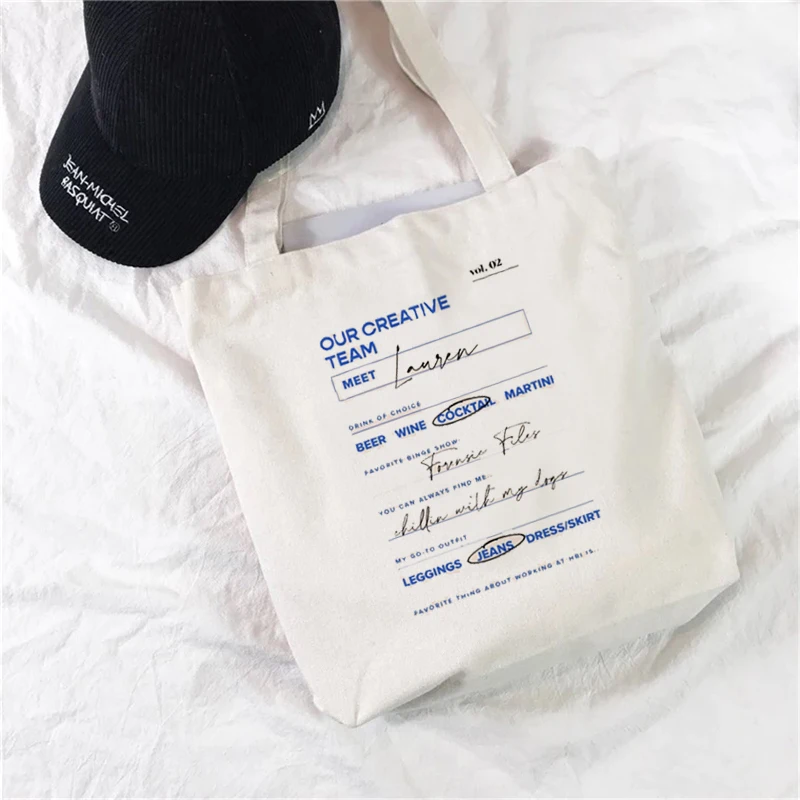 JEAN-MICHEL
BASQUIAT
vol. 02
OUR CREATIVE
TEAM
MEET Lauren
DRINK OF CHOICE
BEER WINE COCKTAIL MARTINI
FAVORITE BINGE SHOW:
Forensic Files
YOU CAN ALWAYS FIND ME...
chillin with my dogs
MY GO-TO OUTFIT
LEGGINGS JEANS DRESS/SKIRT
FAVORITE THING ABOUT WORKING AT HRI IS...